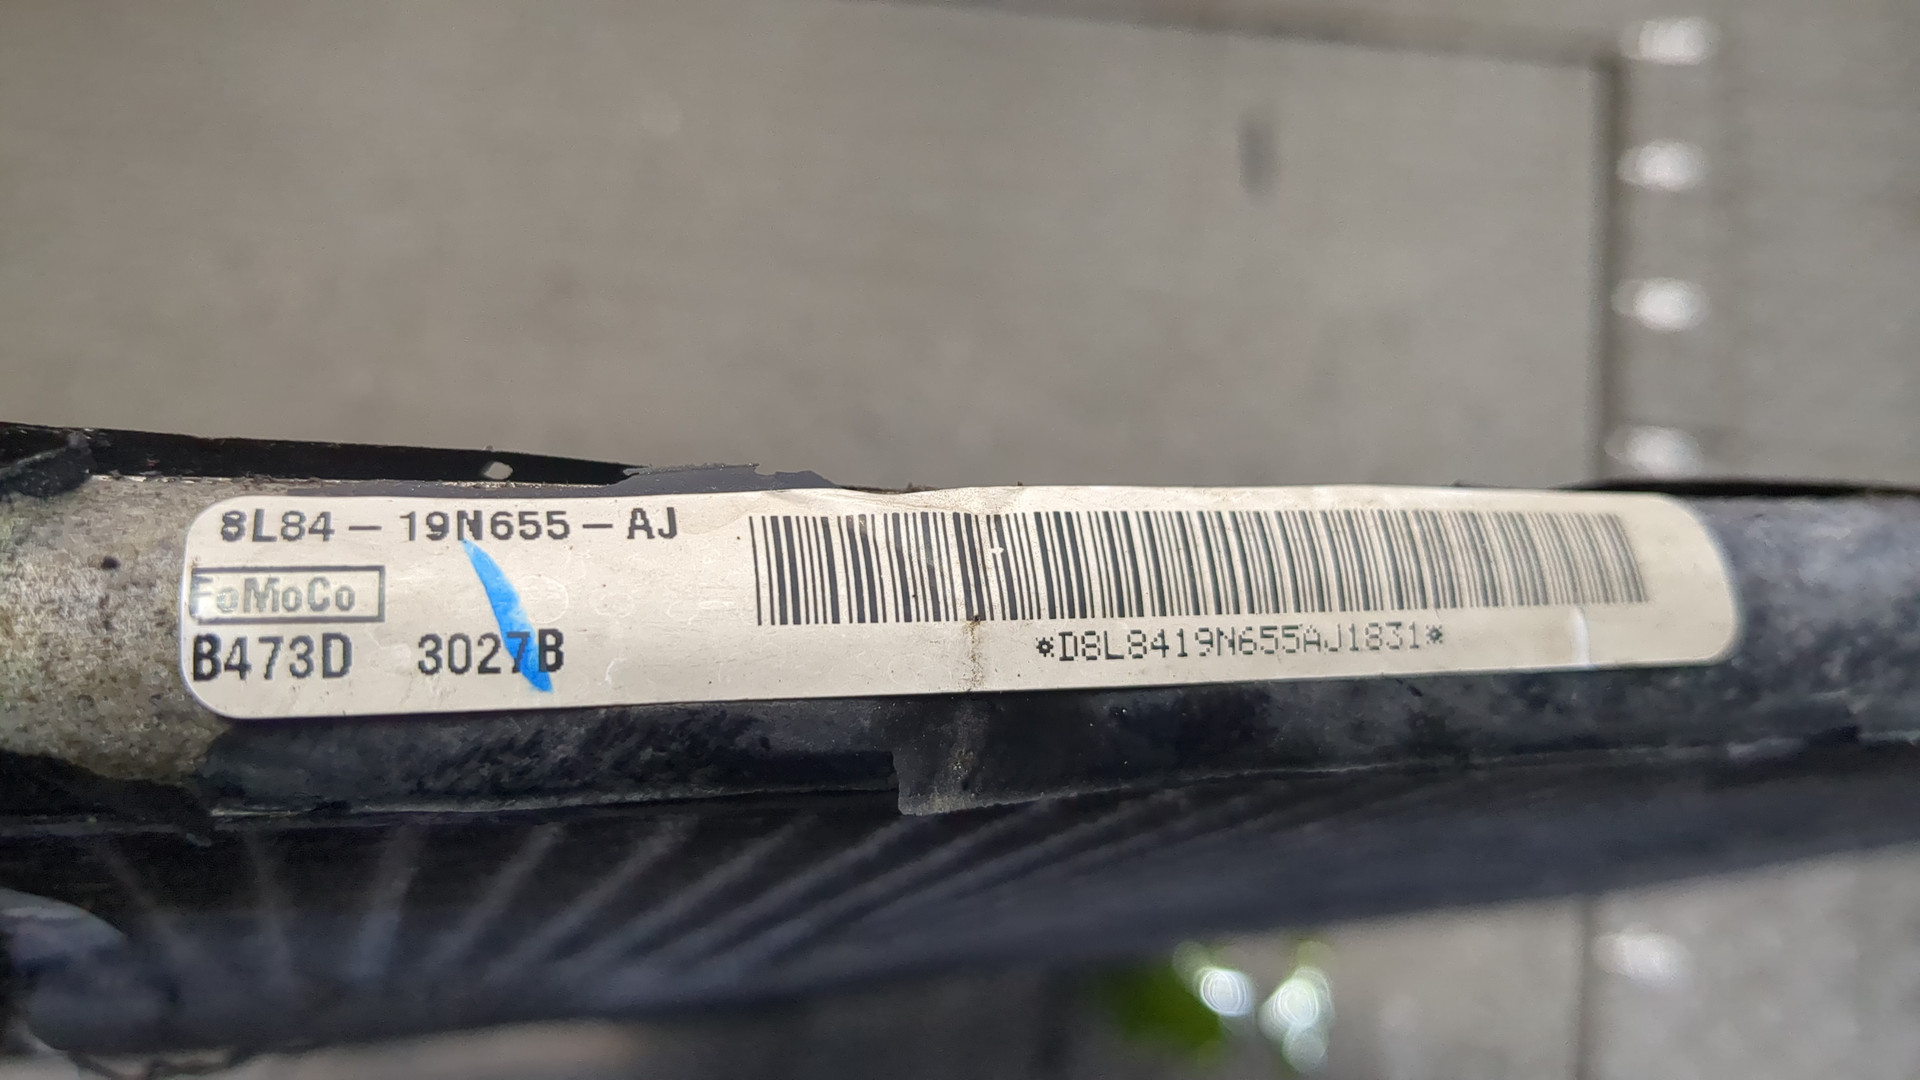 8L84-19N655-AJ
FoMoCo
B473D 3027B
*D8L8419N655AJ1831*